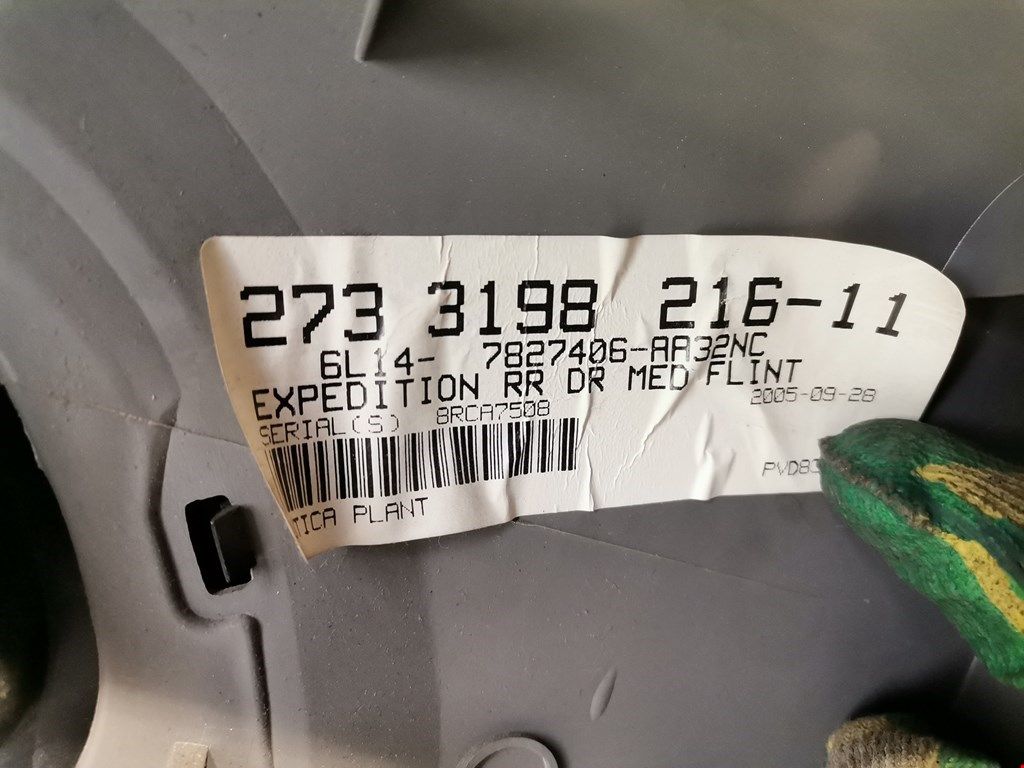 273 3198 216-11
6L14- 7827406-AA32NC
EXPEDITION RR DR MED FLINT
2005-09-28
SERIAL(S) 8RCA7508
PVD83
TICA PLANT